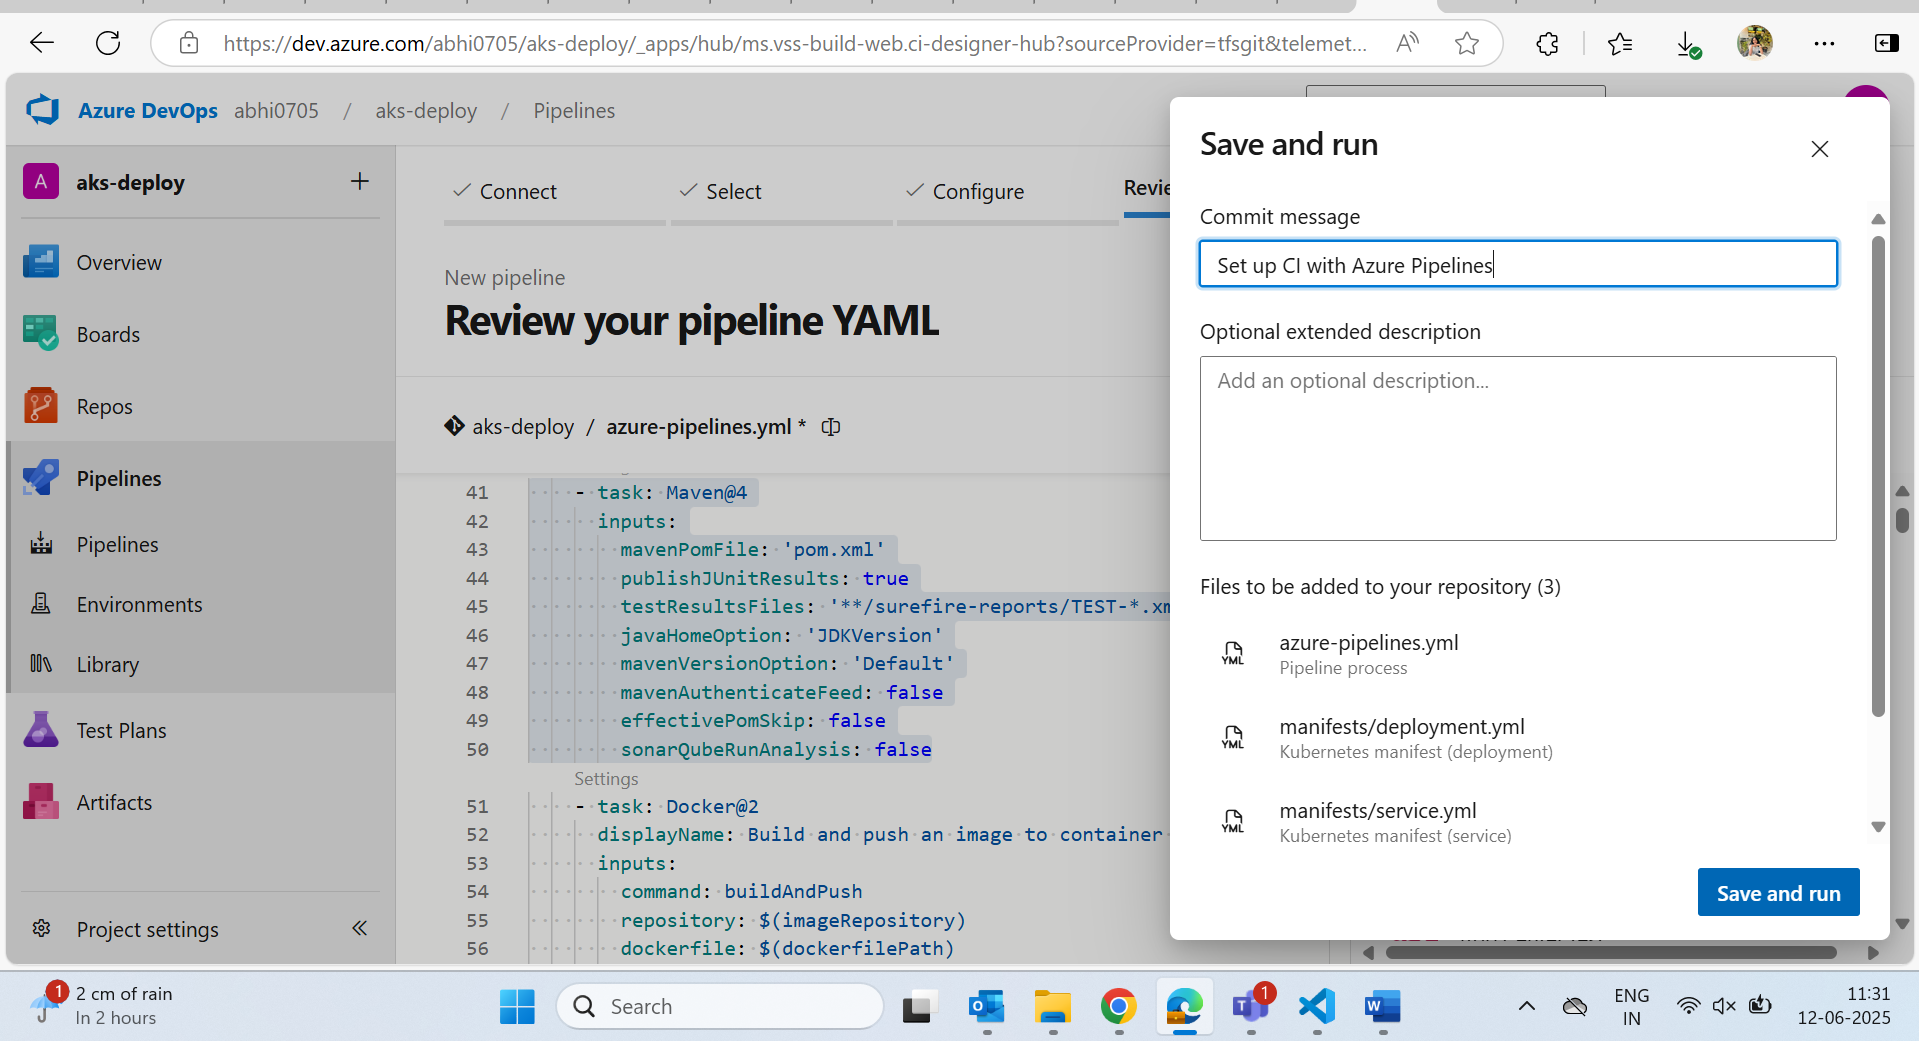 https://dev.azure.com/abhi0705/aks-deploy/_apps/hub/ms.vss-build-web.ci-designer-hub?sourceProvider=tfsgit&telemet...
Azure DevOps abhi0705 / aks-deploy / Pipelines
A aks-deploy
Overview
Boards
Repos
Pipelines
Pipelines
Environments
Library
Test Plans
Artifacts
Project settings
Connect Select Configure Revie
New pipeline
Review your pipeline YAML
aks-deploy / azure-pipelines.yml *
41 - task: Maven@4
42 inputs:
43 mavenPomFile: 'pom.xml'
44 publishJUnitResults: true
45 testResultsFiles: '**/surefire-reports/TEST-*.xm
46 javaHomeOption: 'JDKVersion'
47 mavenVersionOption: 'Default'
48 mavenAuthenticateFeed: false
49 effectivePomSkip: false
50 sonarQubeRunAnalysis: false
Settings
51 - task: Docker@2
52 displayName: Build and push an image to container
53 inputs:
54 command: buildAndPush
55 repository: $(imageRepository)
56 dockerfile: $(dockerfilePath)
Save and run
Commit message
Set up CI with Azure Pipelines
Optional extended description
Add an optional description...
Files to be added to your repository (3)
YML azure-pipelines.yml
Pipeline process
YML manifests/deployment.yml
Kubernetes manifest (deployment)
YML manifests/service.yml
Kubernetes manifest (service)
Save and run
1 2 cm of rain
In 2 hours
Search
1
ENG
IN
11:31
12-06-2025